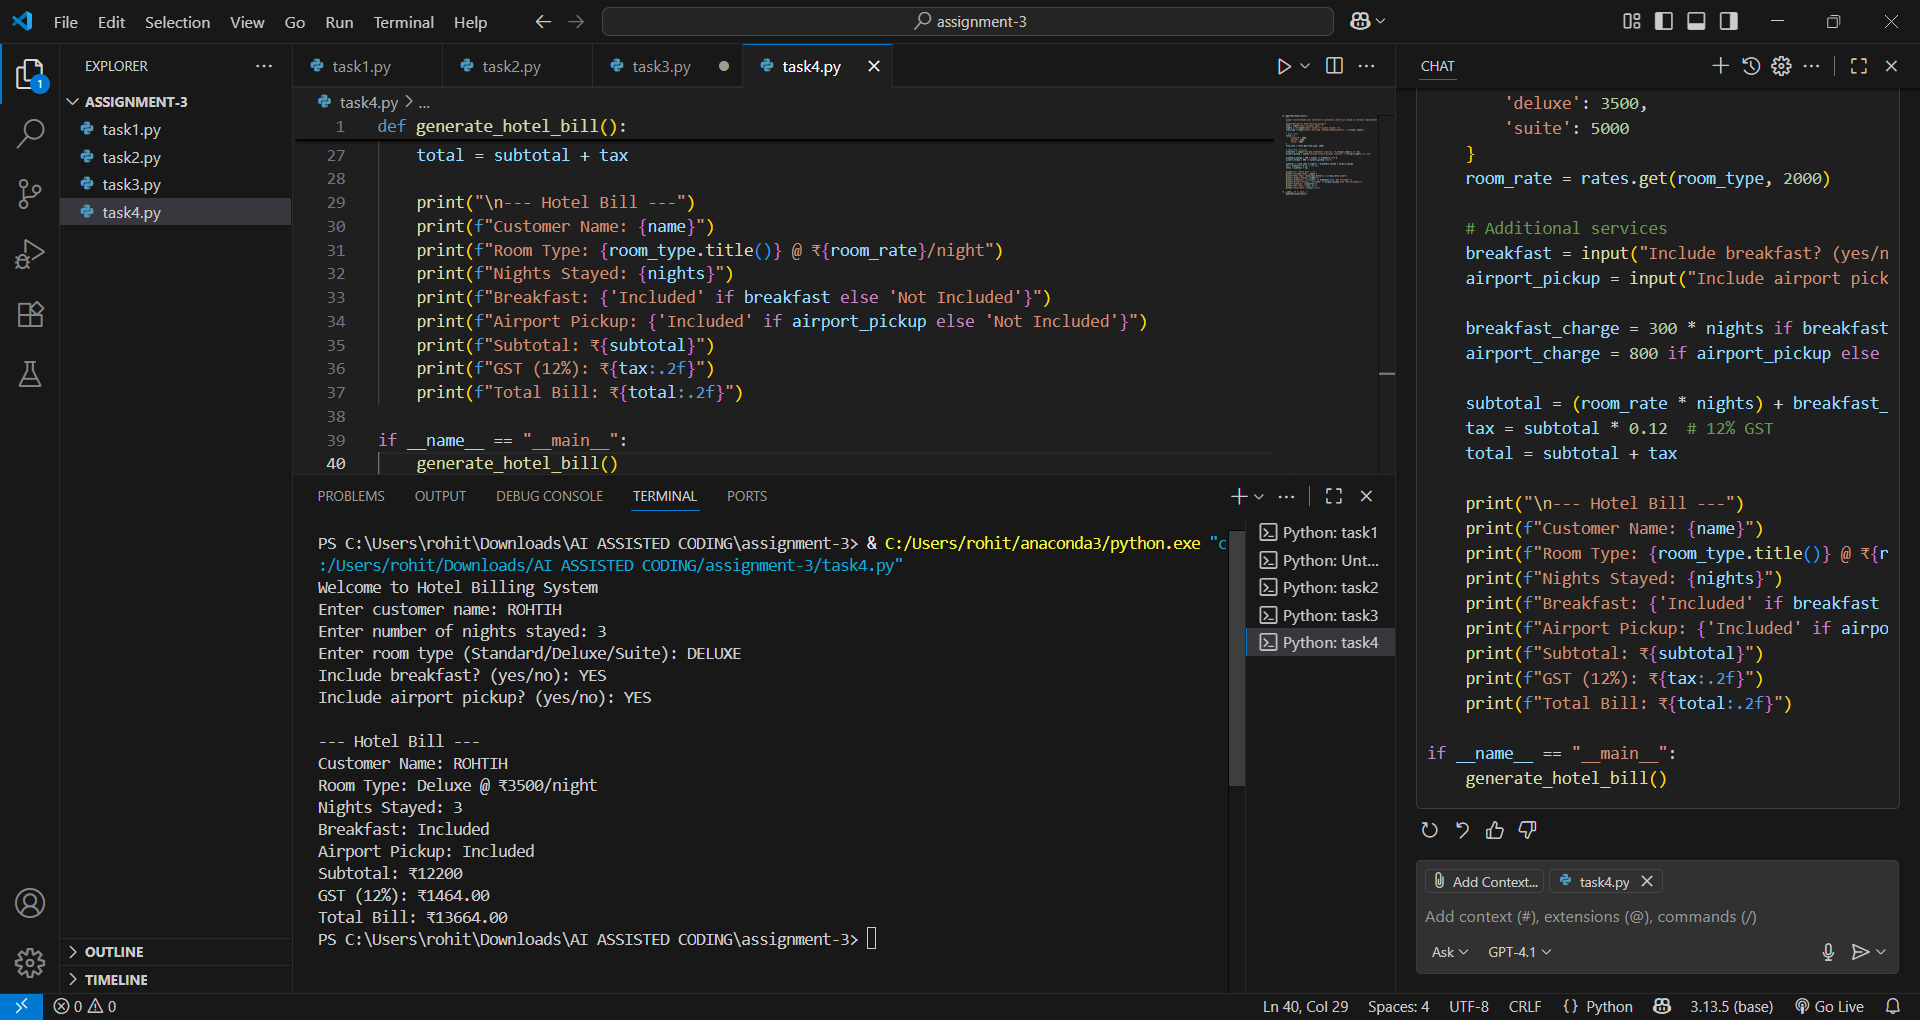 File Edit Selection View Go Run Terminal Help
assignment-3
EXPLORER
ASSIGNMENT-3
task1.py
task2.py
task3.py
task4.py
OUTLINE
TIMELINE
task1.py task2.py task3.py task4.py
task4.py > ...
1 def generate_hotel_bill():
27 total = subtotal + tax
28
29 print("\n--- Hotel Bill ---")
30 print(f"Customer Name: {name}")
31 print(f"Room Type: {room_type.title()} @ ₹{room_rate}/night")
32 print(f"Nights Stayed: {nights}")
33 print(f"Breakfast: {'Included' if breakfast else 'Not Included'}")
34 print(f"Airport Pickup: {'Included' if airport_pickup else 'Not Included'}")
35 print(f"Subtotal: ₹{subtotal}")
36 print(f"GST (12%): ₹{tax:.2f}")
37 print(f"Total Bill: ₹{total:.2f}")
38
39 if __name__ == "__main__":
40 generate_hotel_bill()
PROBLEMS OUTPUT DEBUG CONSOLE TERMINAL PORTS
PS C:\Users\rohit\Downloads\AI ASSISTED CODING\assignment-3> & C:/Users/rohit/anaconda3/python.exe "c
:/Users/rohit/Downloads/AI ASSISTED CODING/assignment-3/task4.py"
Welcome to Hotel Billing System
Enter customer name: ROHTIH
Enter number of nights stayed: 3
Enter room type (Standard/Deluxe/Suite): DELUXE
Include breakfast? (yes/no): YES
Include airport pickup? (yes/no): YES
--- Hotel Bill ---
Customer Name: ROHTIH
Room Type: Deluxe @ ₹3500/night
Nights Stayed: 3
Breakfast: Included
Airport Pickup: Included
Subtotal: ₹12200
GST (12%): ₹1464.00
Total Bill: ₹13664.00
PS C:\Users\rohit\Downloads\AI ASSISTED CODING\assignment-3>
Python: task1
Python: Unt...
Python: task2
Python: task3
Python: task4
CHAT
'deluxe': 3500,
'suite': 5000
}
room_rate = rates.get(room_type, 2000)
# Additional services
breakfast = input("Include breakfast? (yes/n
airport_pickup = input("Include airport pick
breakfast_charge = 300 * nights if breakfast
airport_charge = 800 if airport_pickup else
subtotal = (room_rate * nights) + breakfast_
tax = subtotal * 0.12 # 12% GST
total = subtotal + tax
print("\n--- Hotel Bill ---")
print(f"Customer Name: {name}")
print(f"Room Type: {room_type.title()} @ ₹{r
print(f"Nights Stayed: {nights}")
print(f"Breakfast: {'Included' if breakfast
print(f"Airport Pickup: {'Included' if airpo
print(f"Subtotal: ₹{subtotal}")
print(f"GST (12%): ₹{tax:.2f}")
print(f"Total Bill: ₹{total:.2f}")
if __name__ == "__main__":
generate_hotel_bill()
Add Context... task4.py
Add context (#), extensions (@), commands (/)
Ask GPT-4.1
1
0 0
Ln 40, Col 29 Spaces: 4 UTF-8 CRLF {} Python 3.13.5 (base) Go Live